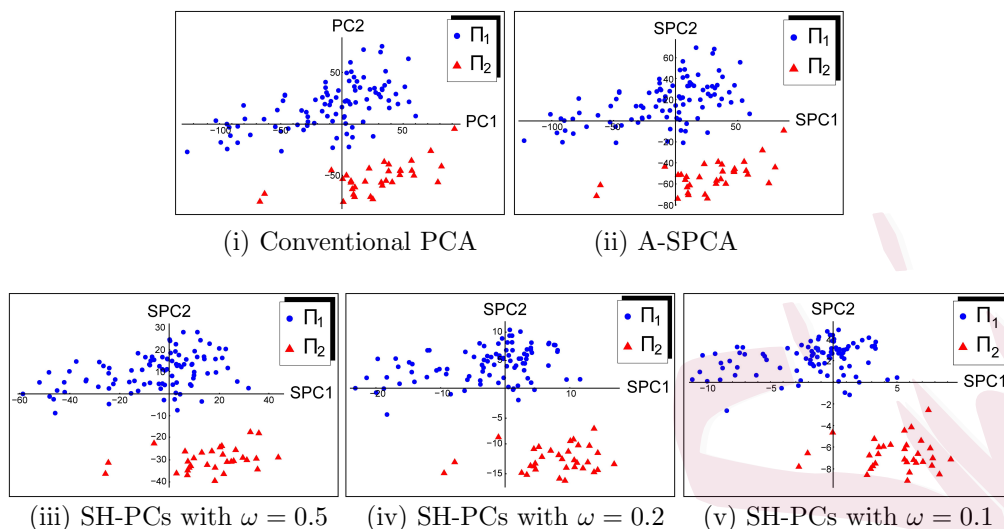 PC2
Π₁
Π₂
PC1
50
-100 -50 50
-50
(i) Conventional PCA
SPC2
Π₁
Π₂
SPC1
60
40
20
-100 -50 50
-20
-40
-60
-80
(ii) A-SPCA
SPC2
Π₁
Π₂
SPC1
30
20
10
-60 -40 -20 20 40
-10
-20
-30
-40
(iii) SH-PCs with ω = 0.5
SPC2
Π₁
Π₂
SPC1
10
5
-20 -10 10
-5
-10
-15
(iv) SH-PCs with ω = 0.2
SPC2
Π₁
Π₂
SPC1
4
2
-10 -5 5
-2
-4
-6
-8
(v) SH-PCs with ω = 0.1